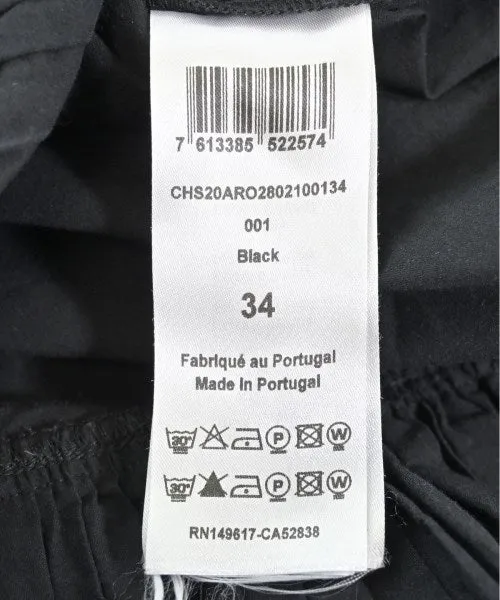 7 613385 522574
CHS20ARO2802100134
001
Black
34
Fabriqué au Portugal
Made In Portugal
30° P W
30° P W
RN149617-CA52838